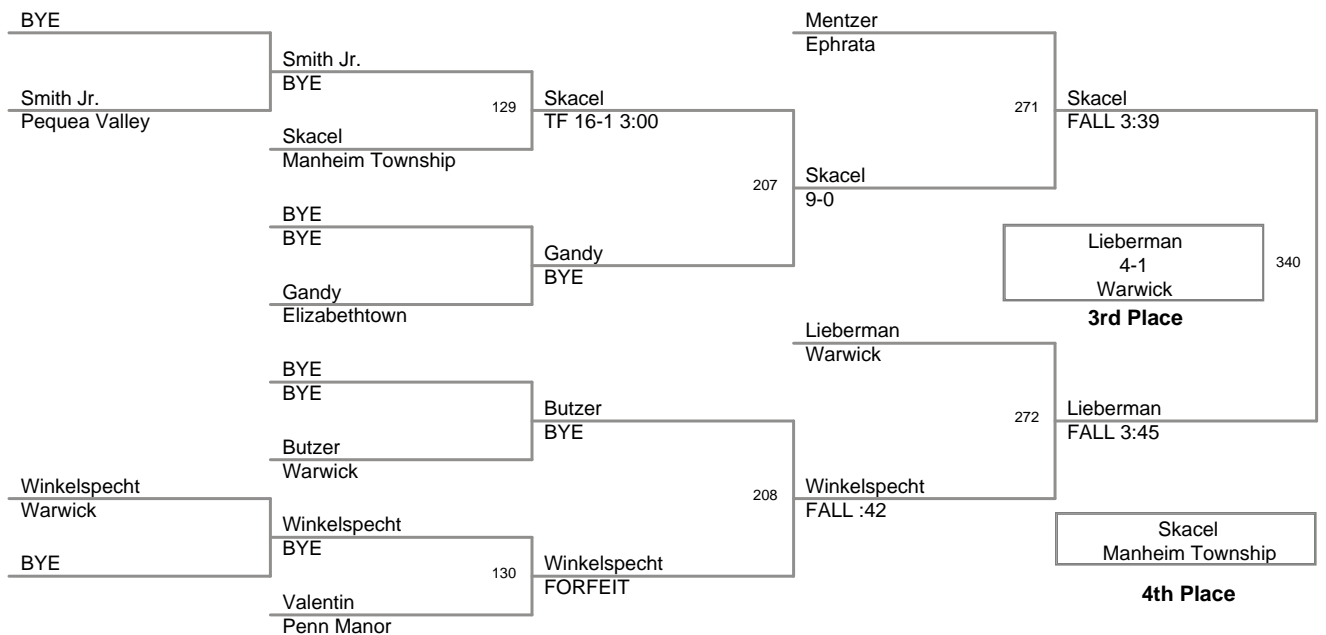 BYE
Smith Jr.
Pequea Valley
Smith Jr.
BYE
129
Skacel
Manheim Township
Skacel
TF 16-1 3:00
BYE
BYE
Gandy
Elizabethtown
Gandy
BYE
207
Mentzer
Ephrata
Skacel
9-0
271
Skacel
FALL 3:39
Lieberman
4-1
Warwick
3rd Place
340
BYE
BYE
Butzer
Warwick
Butzer
BYE
Winkelspecht
Warwick
BYE
Winkelspecht
BYE
130
Valentin
Penn Manor
Winkelspecht
FORFEIT
208
Lieberman
Warwick
Winkelspecht
FALL :42
272
Lieberman
FALL 3:45
Skacel
Manheim Township
4th Place